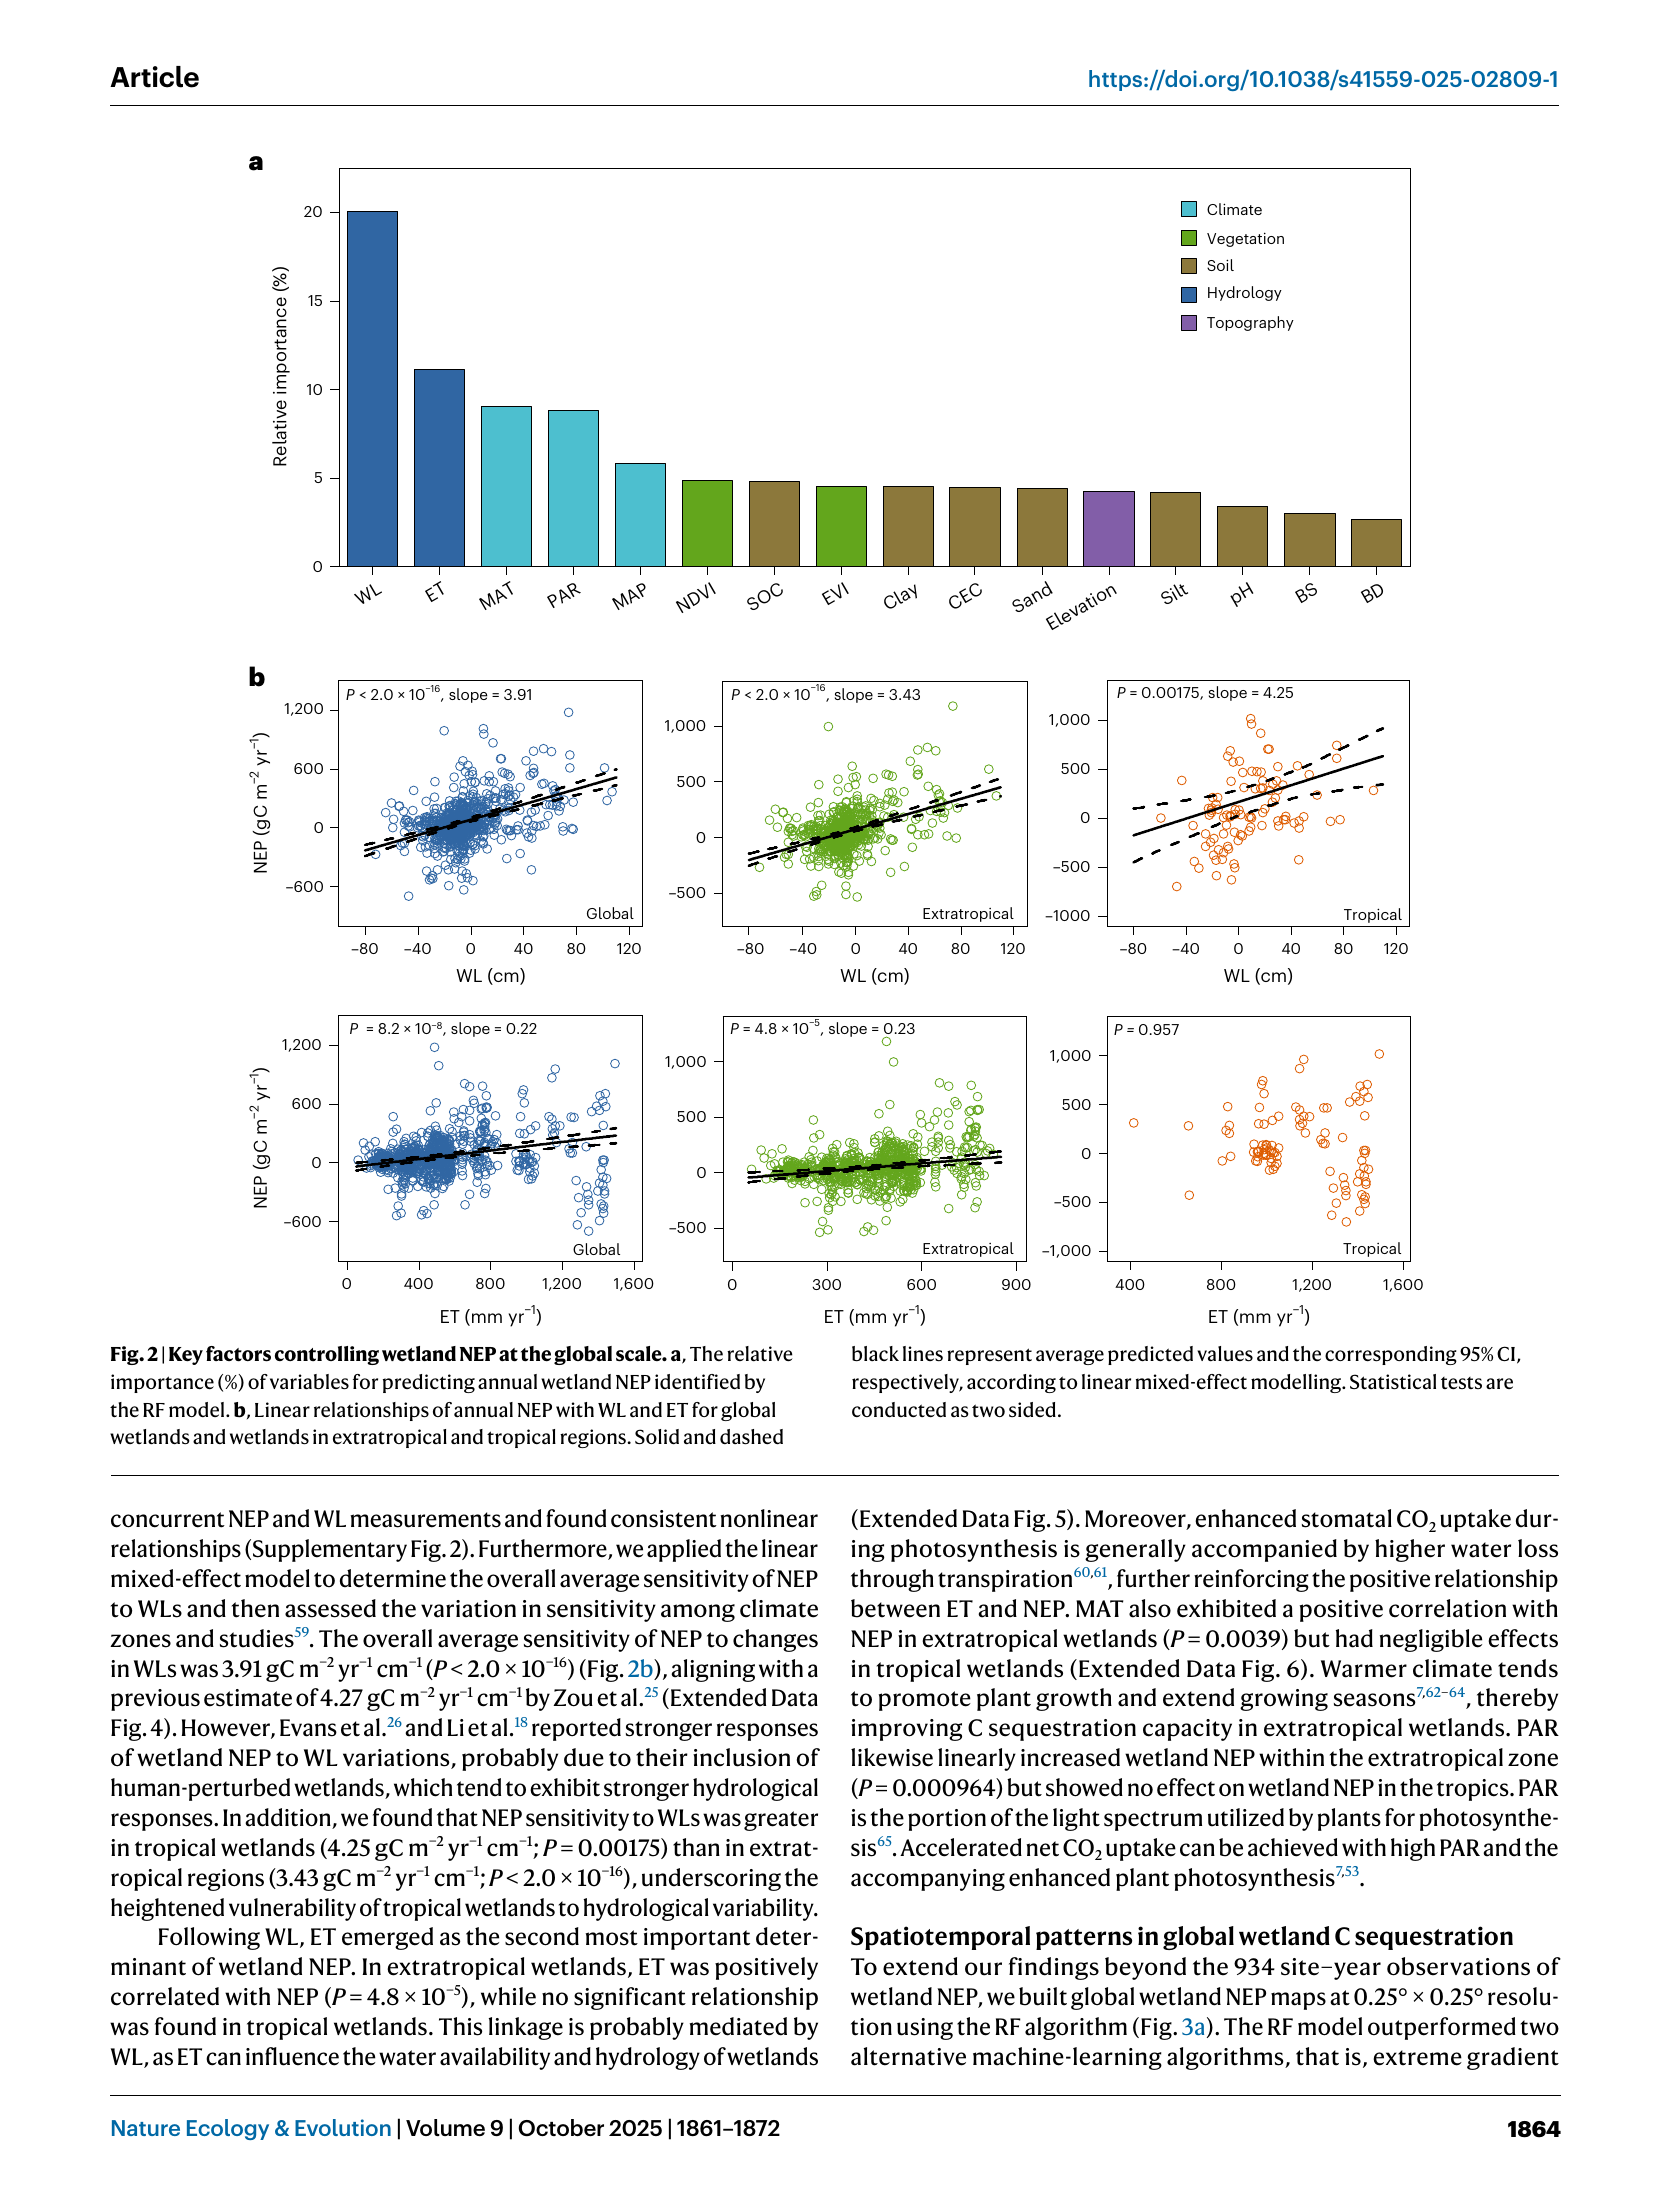 Article
https://doi.org/10.1038/s41559-025-02809-1
a
20
15
10
5
0
Relative importance (%)
Climate
Vegetation
Soil
Hydrology
Topography
WL
ET
MAT
PAR
MAP
NDVI
SOC
EVI
Clay
CEC
Sand
Elevation
Silt
pH
BS
BD
b
P < 2.0 × 10⁻¹⁶, slope = 3.91
1,200
600
0
–600
NEP (gC m⁻² yr⁻¹)
Global
–80 –40 0 40 80 120
WL (cm)
P < 2.0 × 10⁻¹⁶, slope = 3.43
1,000
500
0
–500
Extratropical
–80 –40 0 40 80 120
WL (cm)
P = 0.00175, slope = 4.25
1,000
500
0
–500
–1000
Tropical
–80 –40 0 40 80 120
WL (cm)
P = 8.2 × 10⁻⁸, slope = 0.22
1,200
600
0
–600
NEP (gC m⁻² yr⁻¹)
Global
0 400 800 1,200 1,600
ET (mm yr⁻¹)
P = 4.8 × 10⁻⁵, slope = 0.23
1,000
500
0
–500
Extratropical
0 300 600 900
ET (mm yr⁻¹)
P = 0.957
1,000
500
0
–500
–1,000
Tropical
400 800 1,200 1,600
ET (mm yr⁻¹)
Fig. 2 | Key factors controlling wetland NEP at the global scale. a, The relative
importance (%) of variables for predicting annual wetland NEP identified by
the RF model. b, Linear relationships of annual NEP with WL and ET for global
wetlands and wetlands in extratropical and tropical regions. Solid and dashed
black lines represent average predicted values and the corresponding 95% CI,
respectively, according to linear mixed-effect modelling. Statistical tests are
conducted as two sided.
concurrent NEP and WL measurements and found consistent nonlinear
relationships (Supplementary Fig. 2). Furthermore, we applied the linear
mixed-effect model to determine the overall average sensitivity of NEP
to WLs and then assessed the variation in sensitivity among climate
zones and studies⁵⁹. The overall average sensitivity of NEP to changes
in WLs was 3.91 gC m⁻² yr⁻¹ cm⁻¹ (P < 2.0 × 10⁻¹⁶) (Fig. 2b), aligning with a
previous estimate of 4.27 gC m⁻² yr⁻¹ cm⁻¹ by Zou et al.²⁵ (Extended Data
Fig. 4). However, Evans et al.²⁶ and Li et al.¹⁸ reported stronger responses
of wetland NEP to WL variations, probably due to their inclusion of
human-perturbed wetlands, which tend to exhibit stronger hydrological
responses. In addition, we found that NEP sensitivity to WLs was greater
in tropical wetlands (4.25 gC m⁻² yr⁻¹ cm⁻¹; P = 0.00175) than in extrat-
ropical regions (3.43 gC m⁻² yr⁻¹ cm⁻¹; P < 2.0 × 10⁻¹⁶), underscoring the
heightened vulnerability of tropical wetlands to hydrological variability.
Following WL, ET emerged as the second most important deter-
minant of wetland NEP. In extratropical wetlands, ET was positively
correlated with NEP (P = 4.8 × 10⁻⁵), while no significant relationship
was found in tropical wetlands. This linkage is probably mediated by
WL, as ET can influence the water availability and hydrology of wetlands
(Extended Data Fig. 5). Moreover, enhanced stomatal CO₂ uptake dur-
ing photosynthesis is generally accompanied by higher water loss
through transpiration⁶⁰,⁶¹, further reinforcing the positive relationship
between ET and NEP. MAT also exhibited a positive correlation with
NEP in extratropical wetlands (P = 0.0039) but had negligible effects
in tropical wetlands (Extended Data Fig. 6). Warmer climate tends
to promote plant growth and extend growing seasons⁷,⁶²⁻⁶⁴, thereby
improving C sequestration capacity in extratropical wetlands. PAR
likewise linearly increased wetland NEP within the extratropical zone
(P = 0.000964) but showed no effect on wetland NEP in the tropics. PAR
is the portion of the light spectrum utilized by plants for photosynthe-
sis⁶⁵. Accelerated net CO₂ uptake can be achieved with high PAR and the
accompanying enhanced plant photosynthesis⁷,⁵³.
Spatiotemporal patterns in global wetland C sequestration
To extend our findings beyond the 934 site–year observations of
wetland NEP, we built global wetland NEP maps at 0.25° × 0.25° resolu-
tion using the RF algorithm (Fig. 3a). The RF model outperformed two
alternative machine-learning algorithms, that is, extreme gradient
Nature Ecology & Evolution | Volume 9 | October 2025 | 1861–1872
1864